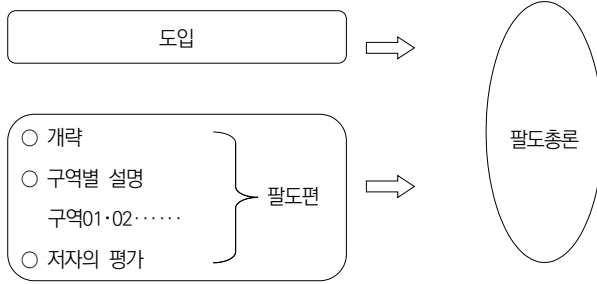 도입
○ 개략
○ 구역별 설명
구역01·02······
○ 저자의 평가
팔도편
팔도총론